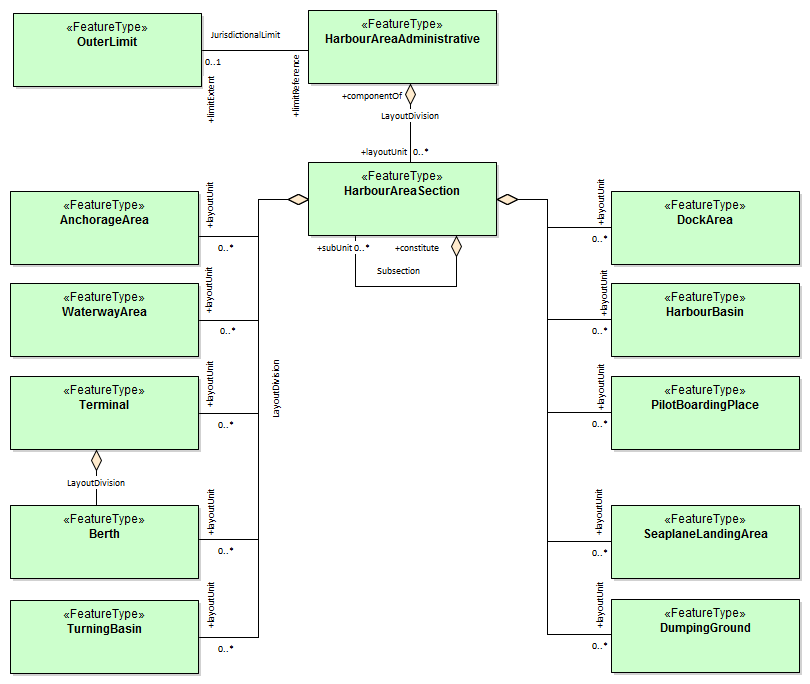 «FeatureType»
OuterLimit
JurisdictionalLimit
0..1
+limitExtent
+limitReference
«FeatureType»
HarbourAreaAdministrative
+componentOf
LayoutDivision
+layoutUnit 0..*
«FeatureType»
HarbourAreaSection
+subUnit 0..*
+constitute
Subsection
«FeatureType»
AnchorageArea
+layoutUnit
0..*
«FeatureType»
WaterwayArea
+layoutUnit
0..*
«FeatureType»
Terminal
+layoutUnit
0..*
LayoutDivision
LayoutDivision
«FeatureType»
Berth
+layoutUnit
0..*
«FeatureType»
TurningBasin
+layoutUnit
0..*
+layoutUnit
0..*
«FeatureType»
DockArea
+layoutUnit
0..*
«FeatureType»
HarbourBasin
+layoutUnit
0..*
«FeatureType»
PilotBoardingPlace
+layoutUnit
0..*
«FeatureType»
SeaplaneLandingArea
+layoutUnit
0..*
«FeatureType»
DumpingGround